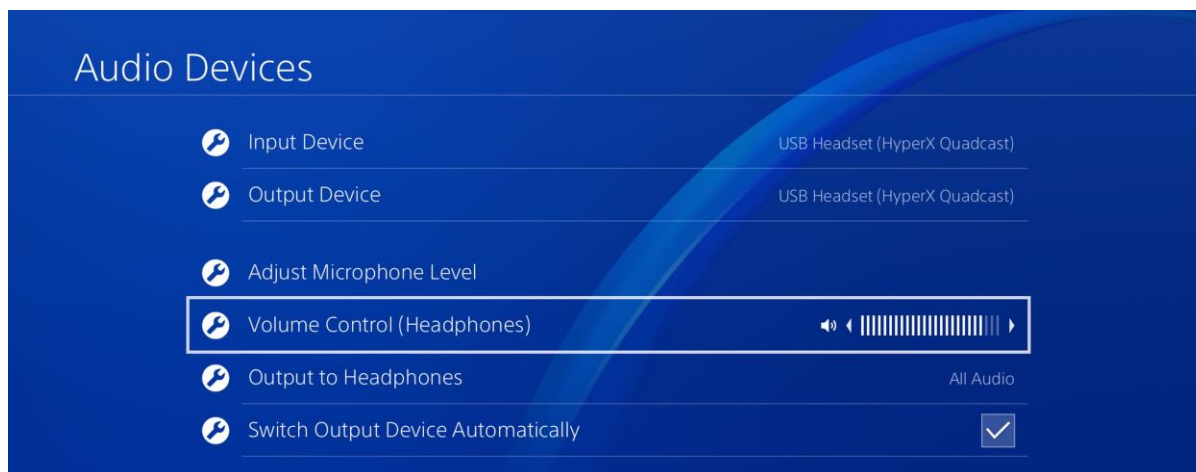 Audio Devices
Input Device USB Headset (HyperX Quadcast)
Output Device USB Headset (HyperX Quadcast)
Adjust Microphone Level
Volume Control (Headphones)
Output to Headphones All Audio
Switch Output Device Automatically